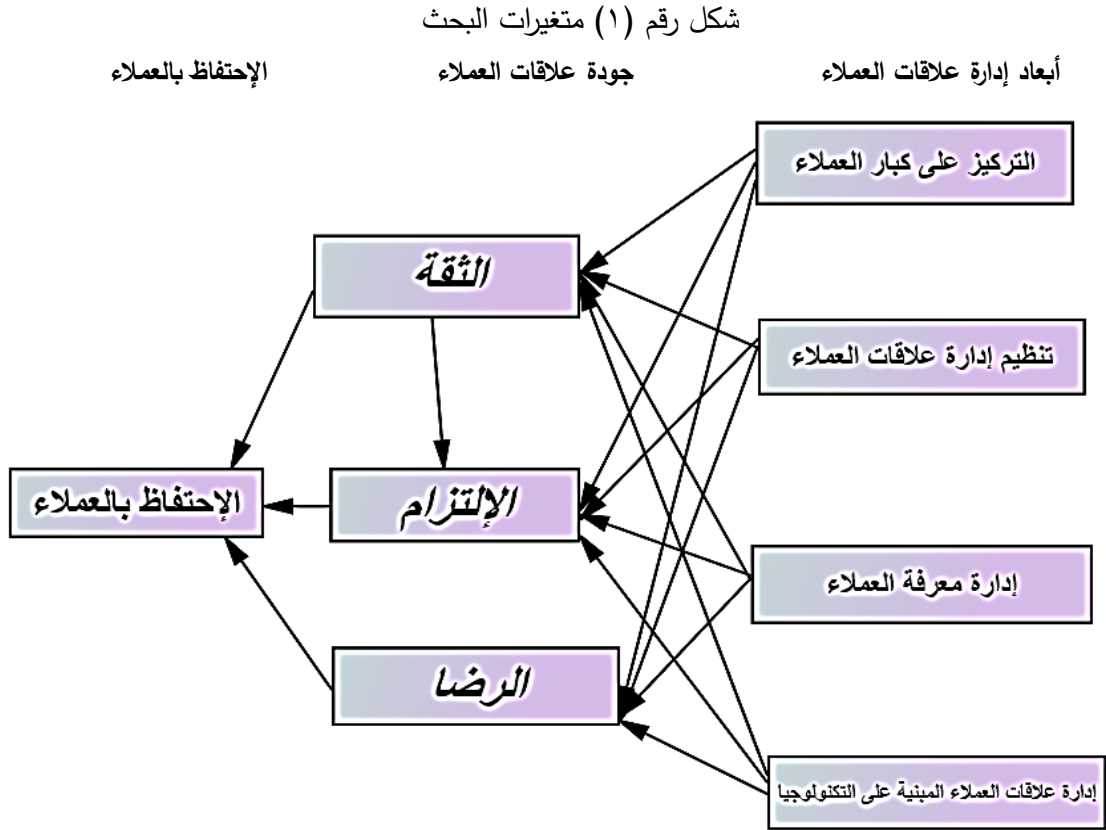 شكل رقم (١) متغيرات البحث
أبعاد إدارة علاقات العملاء
جودة علاقات العملاء
الإحتفاظ بالعملاء
التركيز على كبار العملاء
الثقة
تنظيم إدارة علاقات العملاء
الإلتزام
الإحتفاظ بالعملاء
إدارة معرفة العملاء
الرضا
إدارة علاقات العملاء المبنية على التكنولوجيا